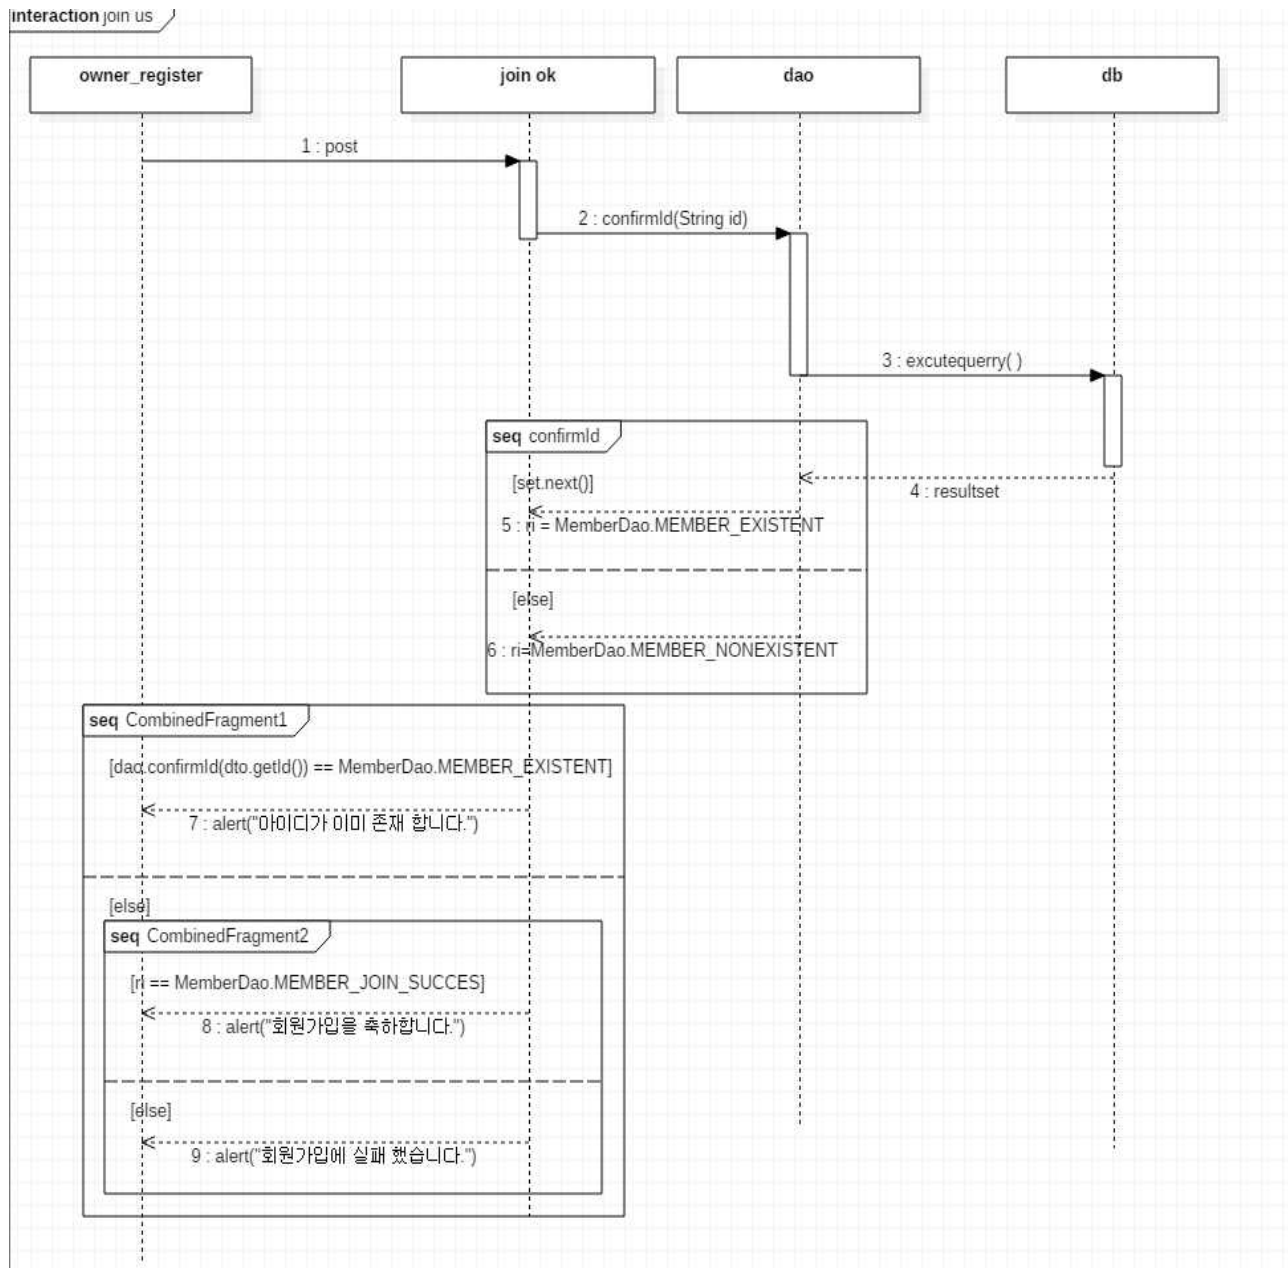 interaction join us
owner_register
join ok
dao
db
1 : post
2 : confirmId(String id)
3 : excutequerry( )
seq confirmId
[set.next()]
4 : resultset
5 : ri = MemberDao.MEMBER_EXISTENT
[else]
6 : ri=MemberDao.MEMBER_NONEXISTENT
seq CombinedFragment1
[dao.confirmId(dto.getId()) == MemberDao.MEMBER_EXISTENT]
7 : alert("아이디가 이미 존재 합니다.")
[else]
seq CombinedFragment2
[ri == MemberDao.MEMBER_JOIN_SUCCES]
8 : alert("회원가입을 축하합니다.")
[else]
9 : alert("회원가입에 실패 했습니다.")